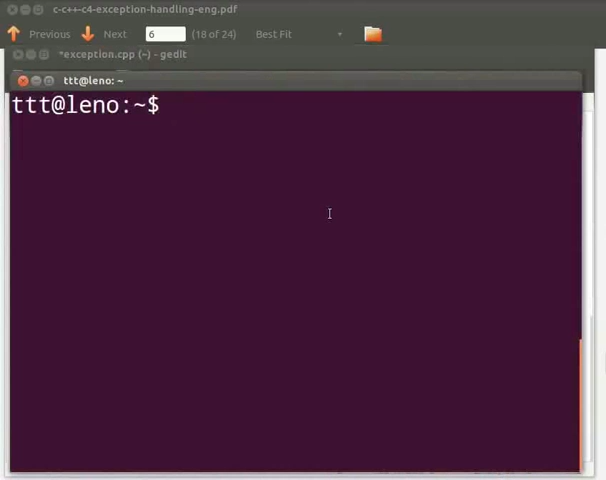 c-c++-c4-exception-handling-eng.pdf
Previous Next 6 (18 of 24) Best Fit
*exception.cpp (~) - gedit
ttt@leno: ~
ttt@leno:~$